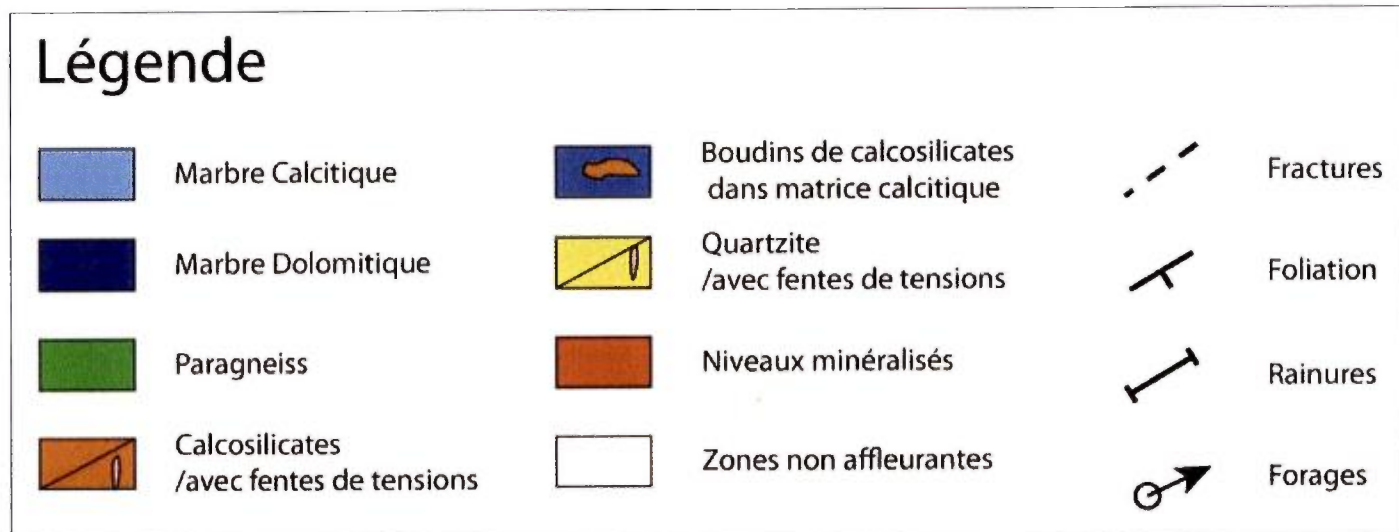 Légende
Marbre Calcitique
Marbre Dolomitique
Paragneiss
Calcosilicates
/avec fentes de tensions
Boudins de calcosilicates
dans matrice calcitique
Quartzite
/avec fentes de tensions
Niveaux minéralisés
Zones non affleurantes
Fractures
Foliation
Rainures
Forages